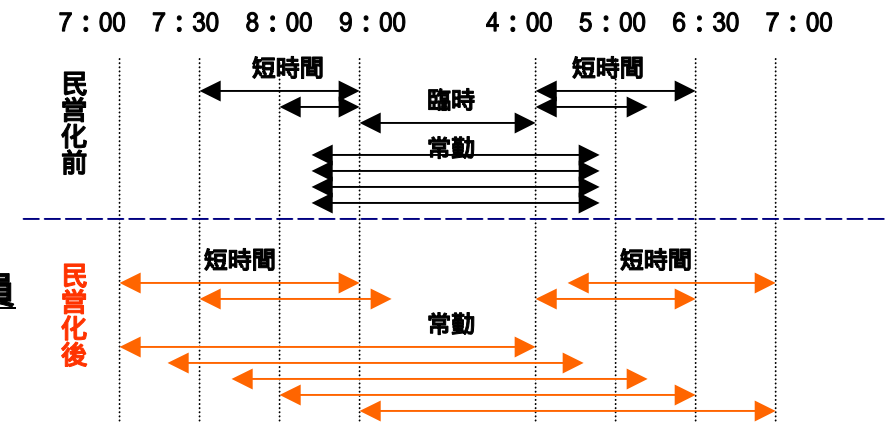 7：00 7：30 8：00 9：00 4：00 5：00 6：30 7：00
短時間 短時間
臨時
常勤
民営化前
短時間 短時間
員
民営化後
常勤